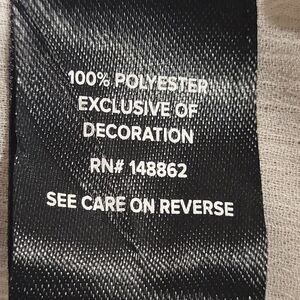 100% POLYESTER
EXCLUSIVE OF
DECORATION
RN# 148862
SEE CARE ON REVERSE